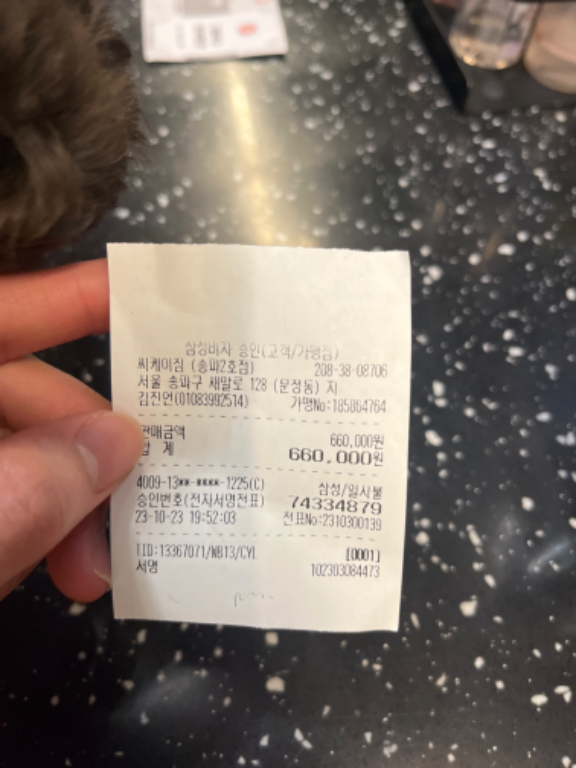 삼성비자 승인(고객/가맹점)
씨케이짐 (송파2호점) 208-38-08706
서울 송파구 새말로 128 (문정동) 지
김진언(01083992514) 가맹No:185864764
판매금액 660,000원
합 계 660,000원
4009-13**-****-1225(C) 삼성/일시불
승인번호(전자서명전표) 74334879
23-10-23 19:52:03 전표No:2310300139
TID:13367071/NB13/CYL [0001]
서명 102303084473